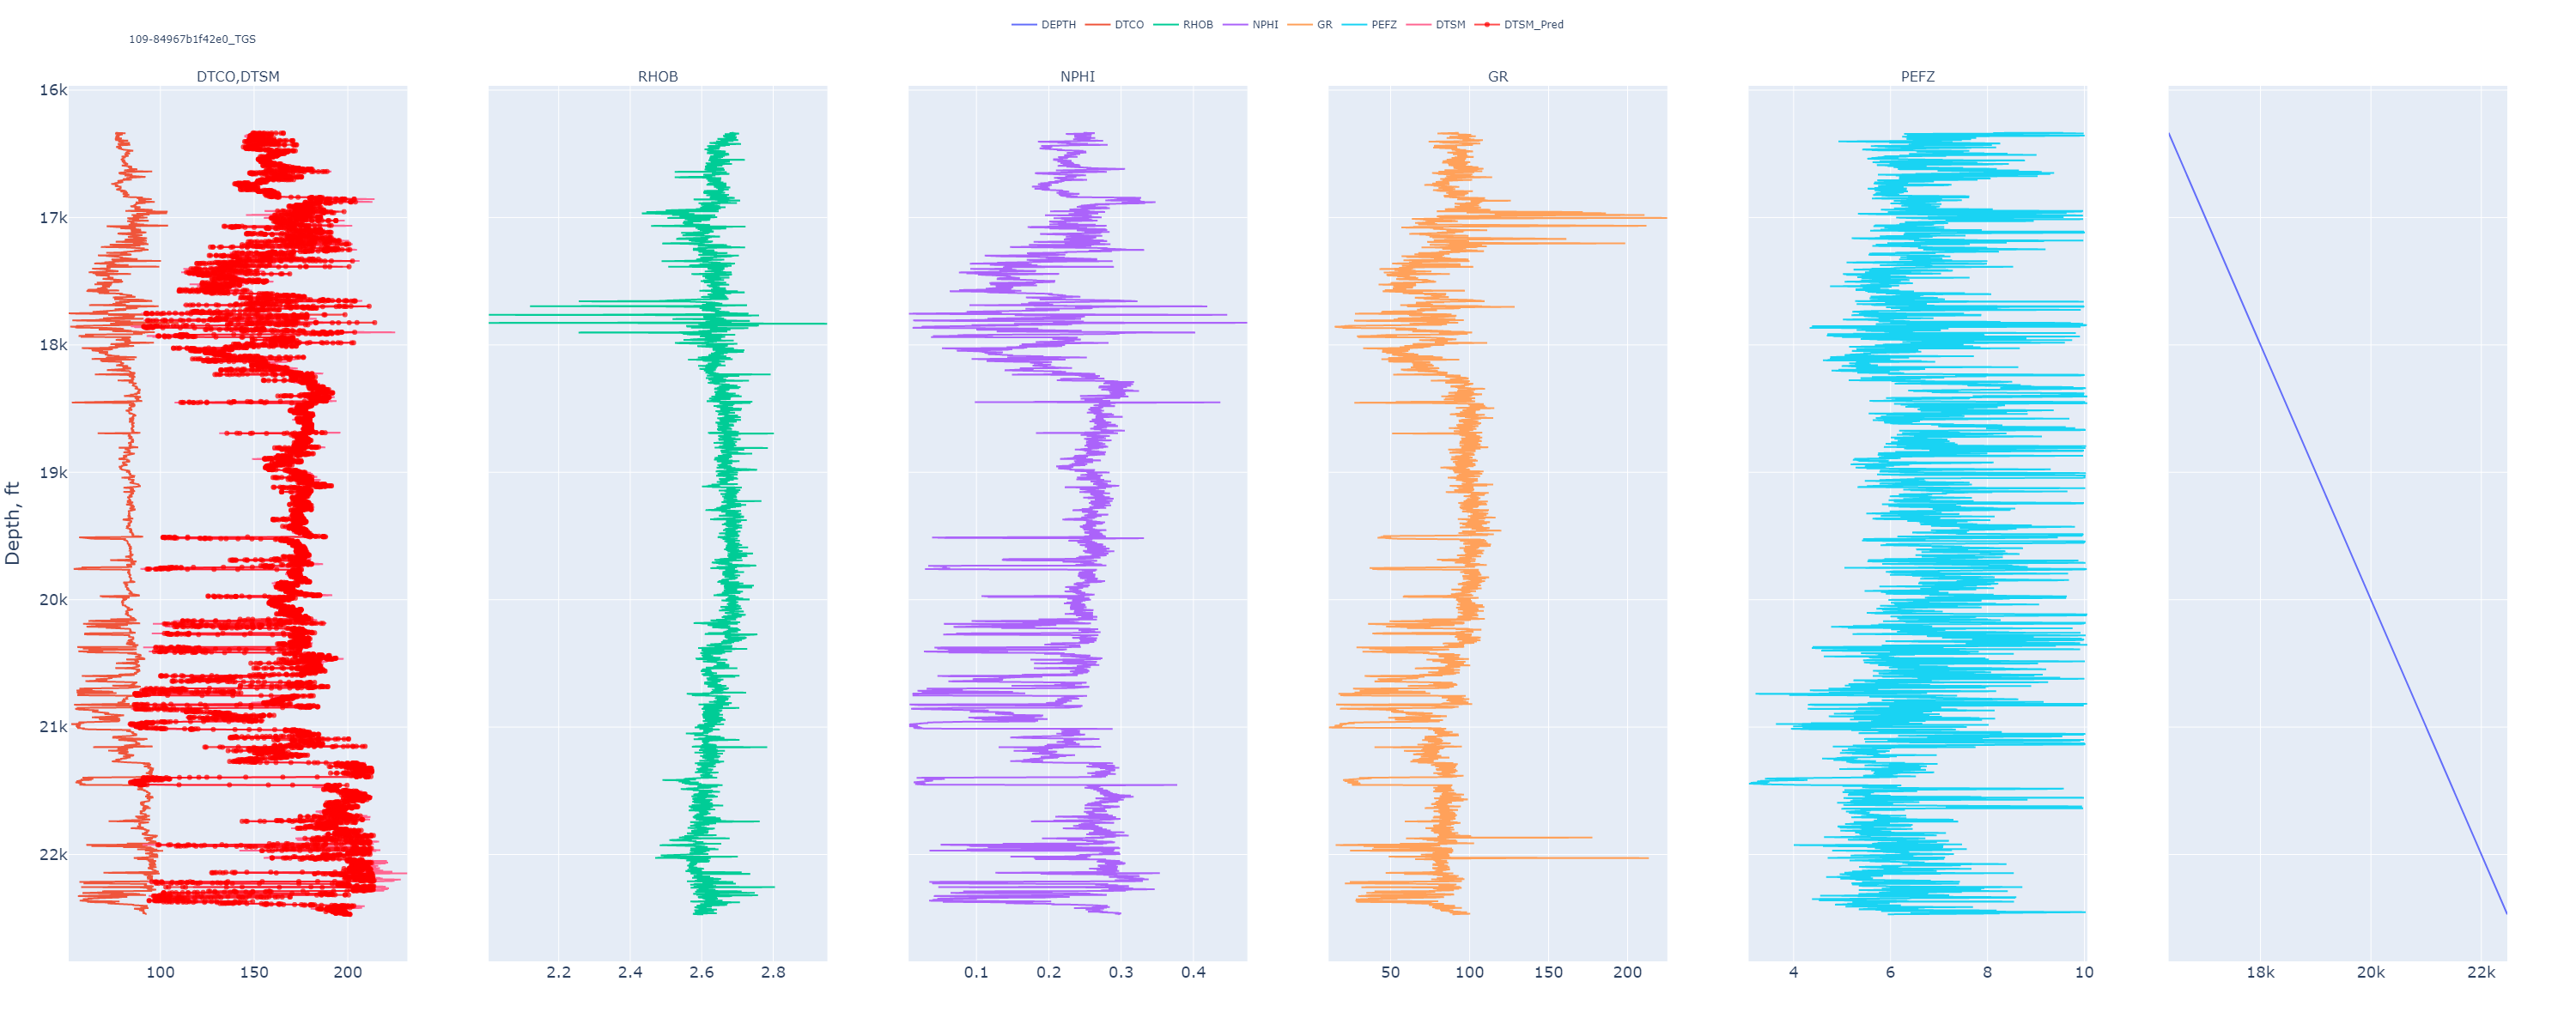 DEPTH DTCO RHOB NPHI GR PEFZ DTSM DTSM_Pred
109-84967b1f42e0_TGS
DTCO,DTSM RHOB NPHI GR PEFZ
16k
17k
18k
19k
20k
21k
22k
Depth, ft
100 150 200 2.2 2.4 2.6 2.8 0.1 0.2 0.3 0.4 50 100 150 200 4 6 8 10 18k 20k 22k